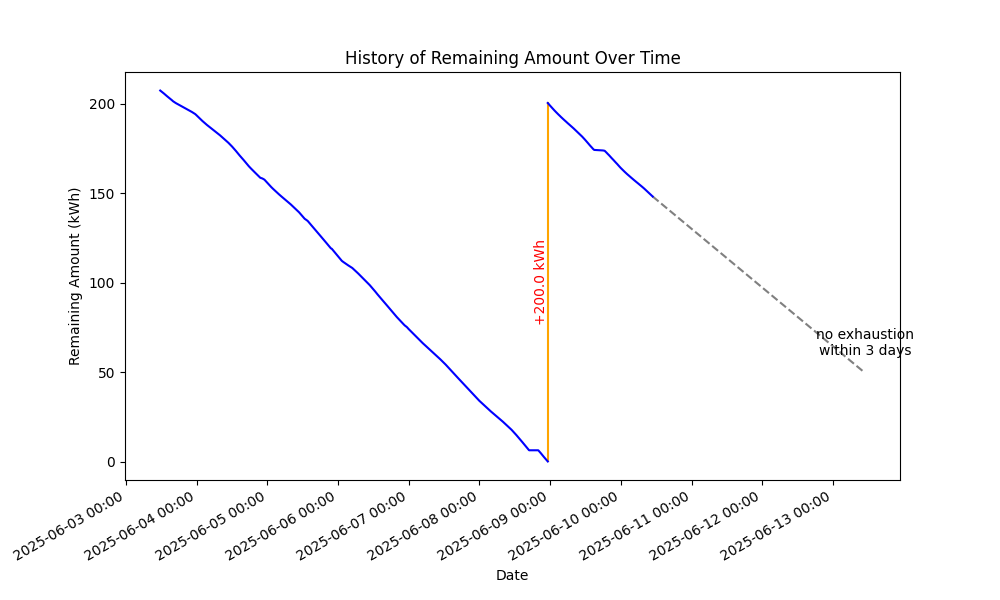 History of Remaining Amount Over Time
Remaining Amount (kWh)
200
150
100
50
0
+200.0 kWh
no exhaustion
within 3 days
2025-06-03 00:00
2025-06-04 00:00
2025-06-05 00:00
2025-06-06 00:00
2025-06-07 00:00
2025-06-08 00:00
2025-06-09 00:00
2025-06-10 00:00
2025-06-11 00:00
2025-06-12 00:00
2025-06-13 00:00
Date